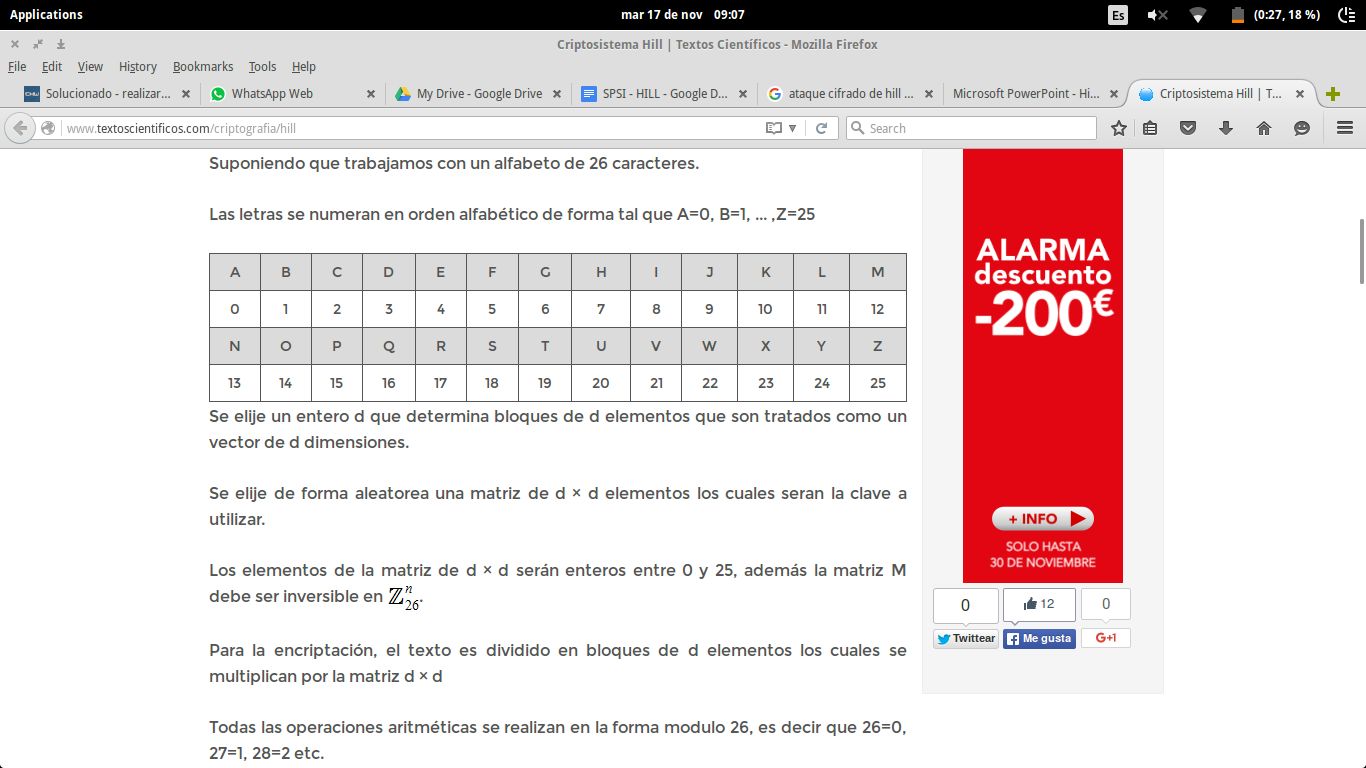 Applications
mar 17 de nov 09:07
Es
(0:27, 18 %)
Criptosistema Hill | Textos Científicos - Mozilla Firefox
File Edit View History Bookmarks Tools Help
Solucionado - realizar...
WhatsApp Web
My Drive - Google Drive
SPSI - HILL - Google D...
ataque cifrado de hill ...
Microsoft PowerPoint - Hi...
Criptosistema Hill | T...
www.textoscientificos.com/criptografia/hill
Search
Suponiendo que trabajamos con un alfabeto de 26 caracteres.
Las letras se numeran en orden alfabético de forma tal que A=0, B=1, ... ,Z=25
A B C D E F G H I J K L M
0 1 2 3 4 5 6 7 8 9 10 11 12
N O P Q R S T U V W X Y Z
13 14 15 16 17 18 19 20 21 22 23 24 25
Se elije un entero d que determina bloques de d elementos que son tratados como un
vector de d dimensiones.
Se elije de forma aleatorea una matriz de d × d elementos los cuales seran la clave a
utilizar.
Los elementos de la matriz de d × d serán enteros entre 0 y 25, además la matriz M
debe ser inversible en ℤ₂₆ⁿ.
Para la encriptación, el texto es dividido en bloques de d elementos los cuales se
multiplican por la matriz d × d
Todas las operaciones aritméticas se realizan en la forma modulo 26, es decir que 26=0,
27=1, 28=2 etc.
ALARMA
descuento
-200€
+ INFO
SOLO HASTA
30 DE NOVIEMBRE
0 12 0
Twittear Me gusta G+1